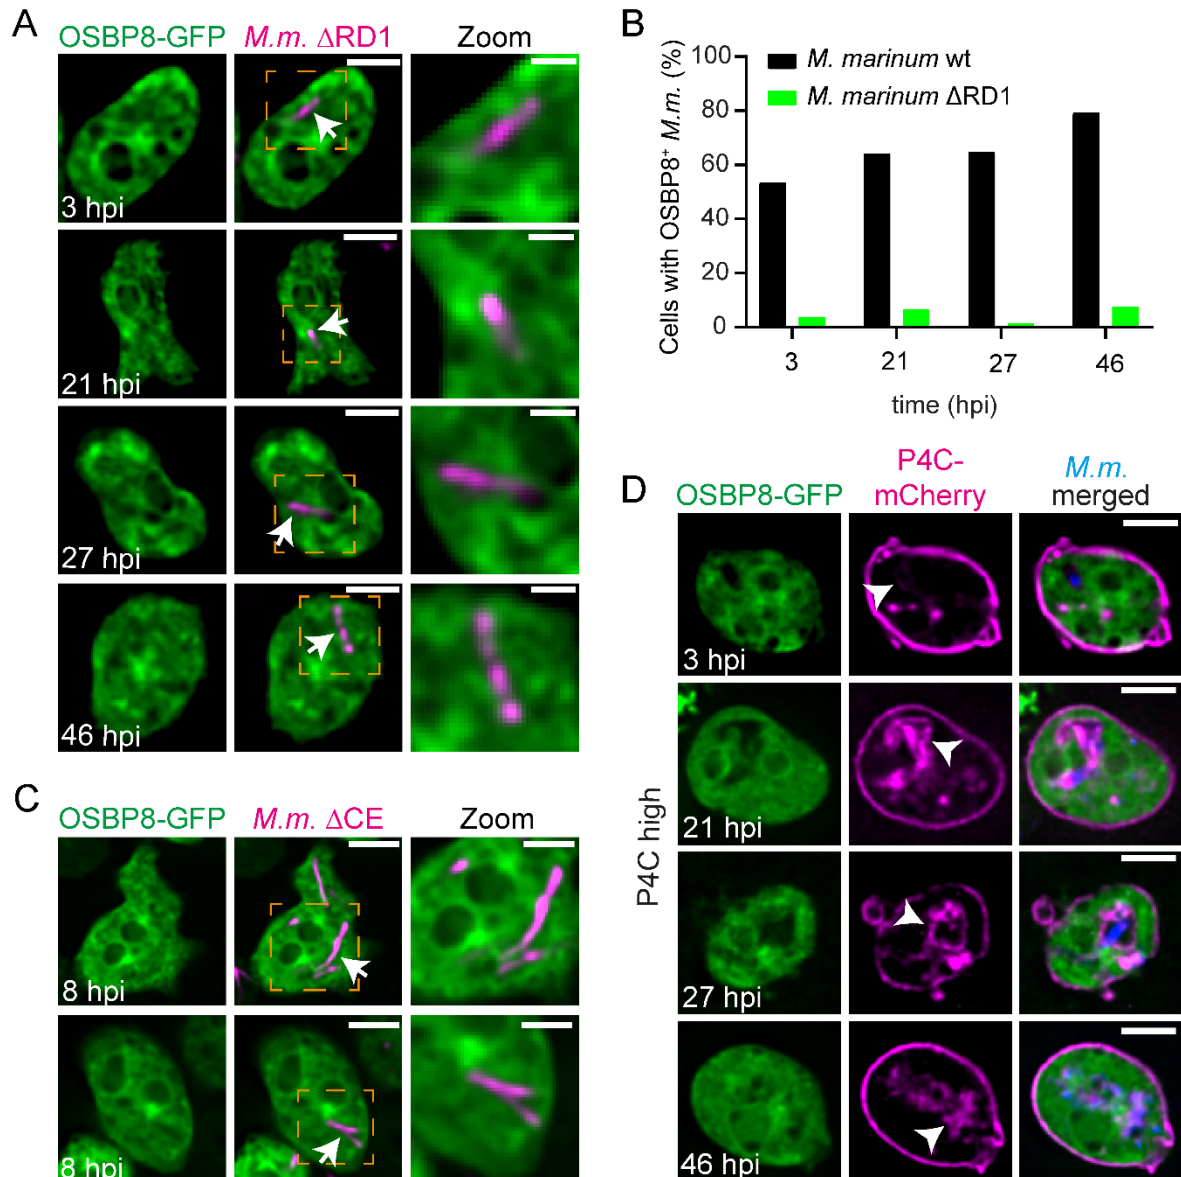 A
OSBP8-GFP M.m. ΔRD1 Zoom
3 hpi
21 hpi
27 hpi
46 hpi
B
Cells with OSBP8⁺ M.m. (%)
100
80
60
40
20
0
M. marinum wt
M. marinum ΔRD1
3 21 27 46
time (hpi)
C
OSBP8-GFP M.m. ΔCE Zoom
8 hpi
8 hpi
D
OSBP8-GFP
P4C-
mCherry
M.m.
merged
P4C high
3 hpi
21 hpi
27 hpi
46 hpi